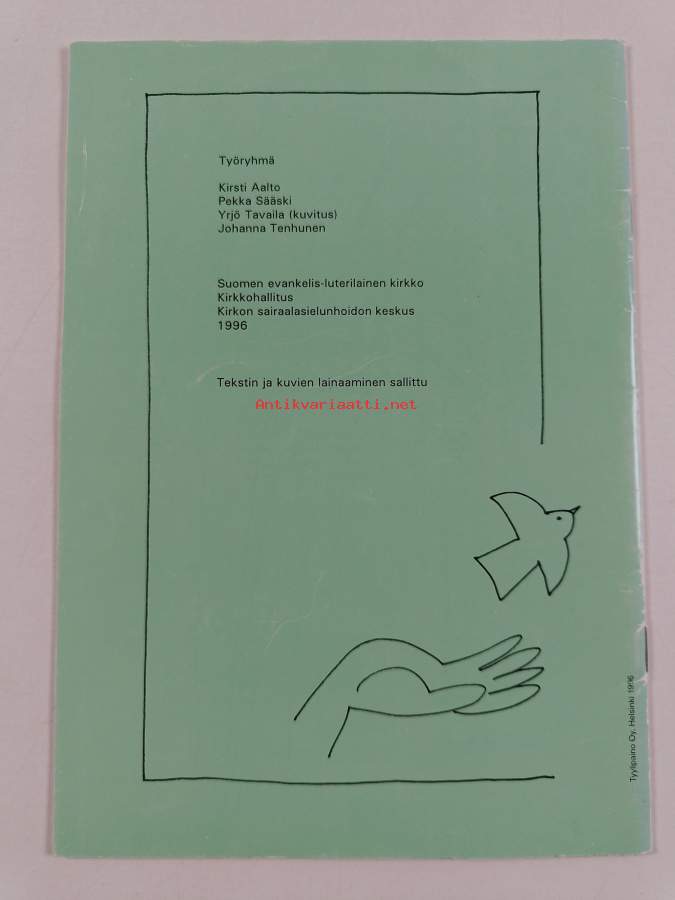 Työryhmä
Kirsti Aalto
Pekka Sääski
Yrjö Tavaila (kuvitus)
Johanna Tenhunen
Suomen evankelis-luterilainen kirkko
Kirkkohallitus
Kirkon sairaalasielunhoidon keskus
1996
Tekstin ja kuvien lainaaminen sallittu
Antikvariaatti.net
Tyylipaino Oy, Helsinki 1996